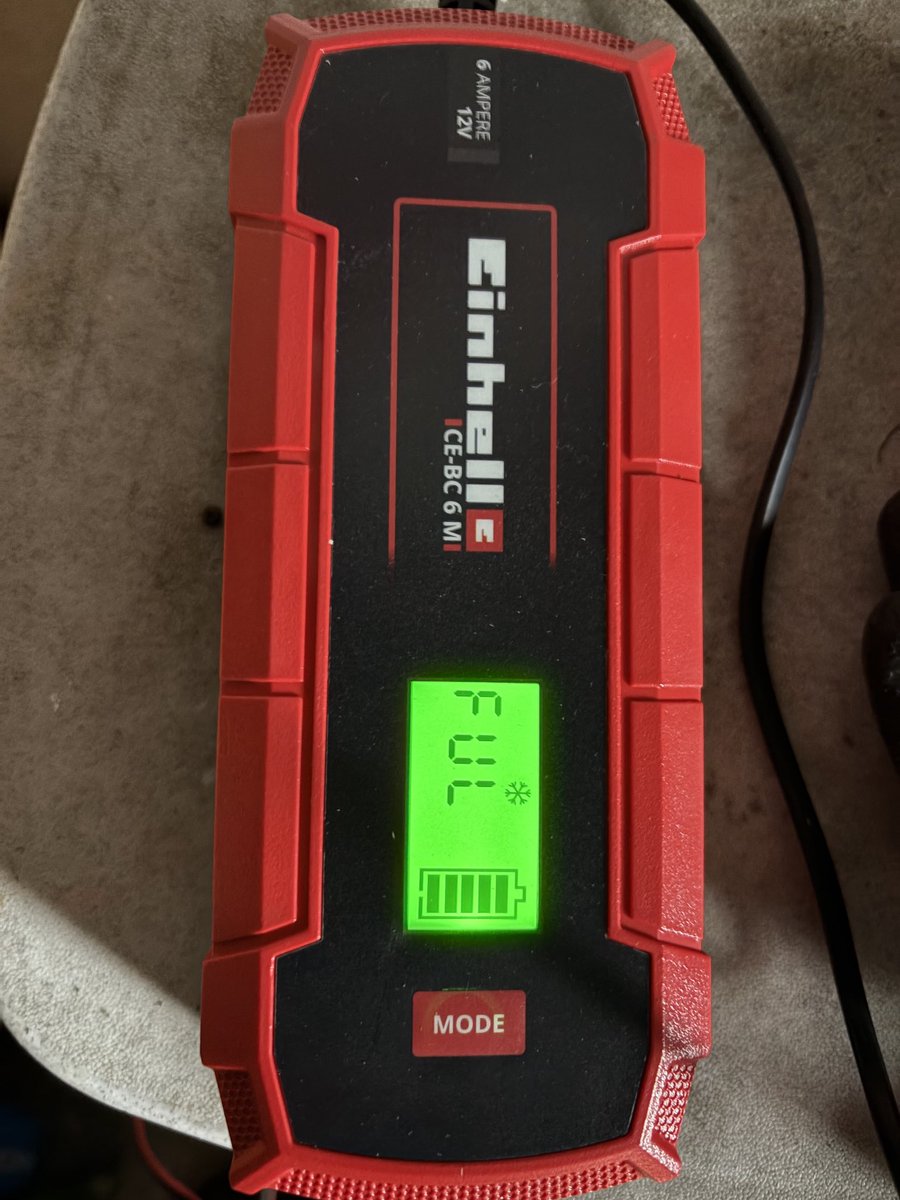 6 AMPERE
12V
Einhell
CE-BC 6 M
FUL
MODE